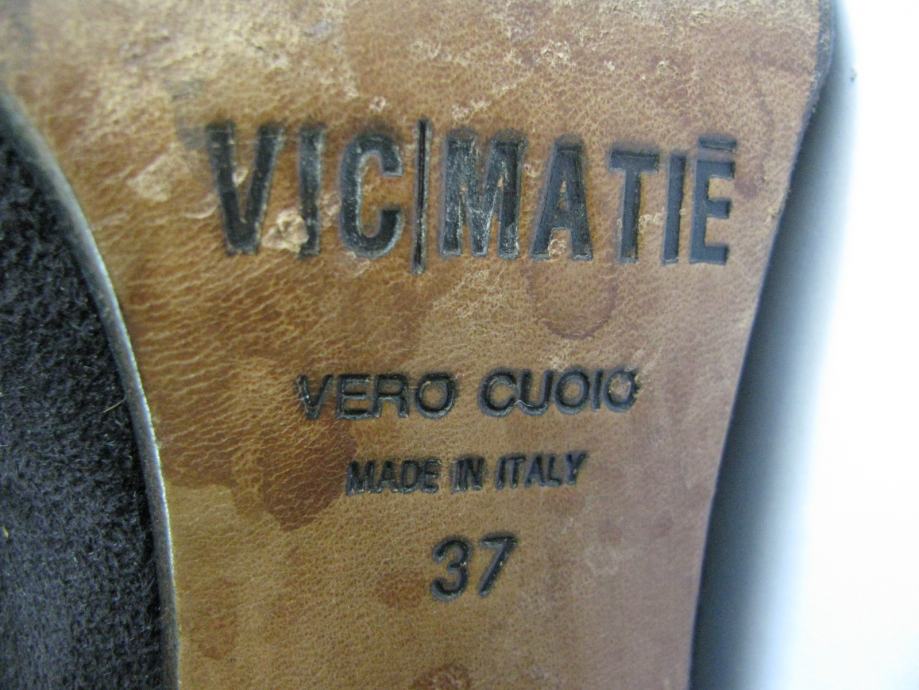 VIC|MATIĒ
VERO CUOIO
MADE IN ITALY
37